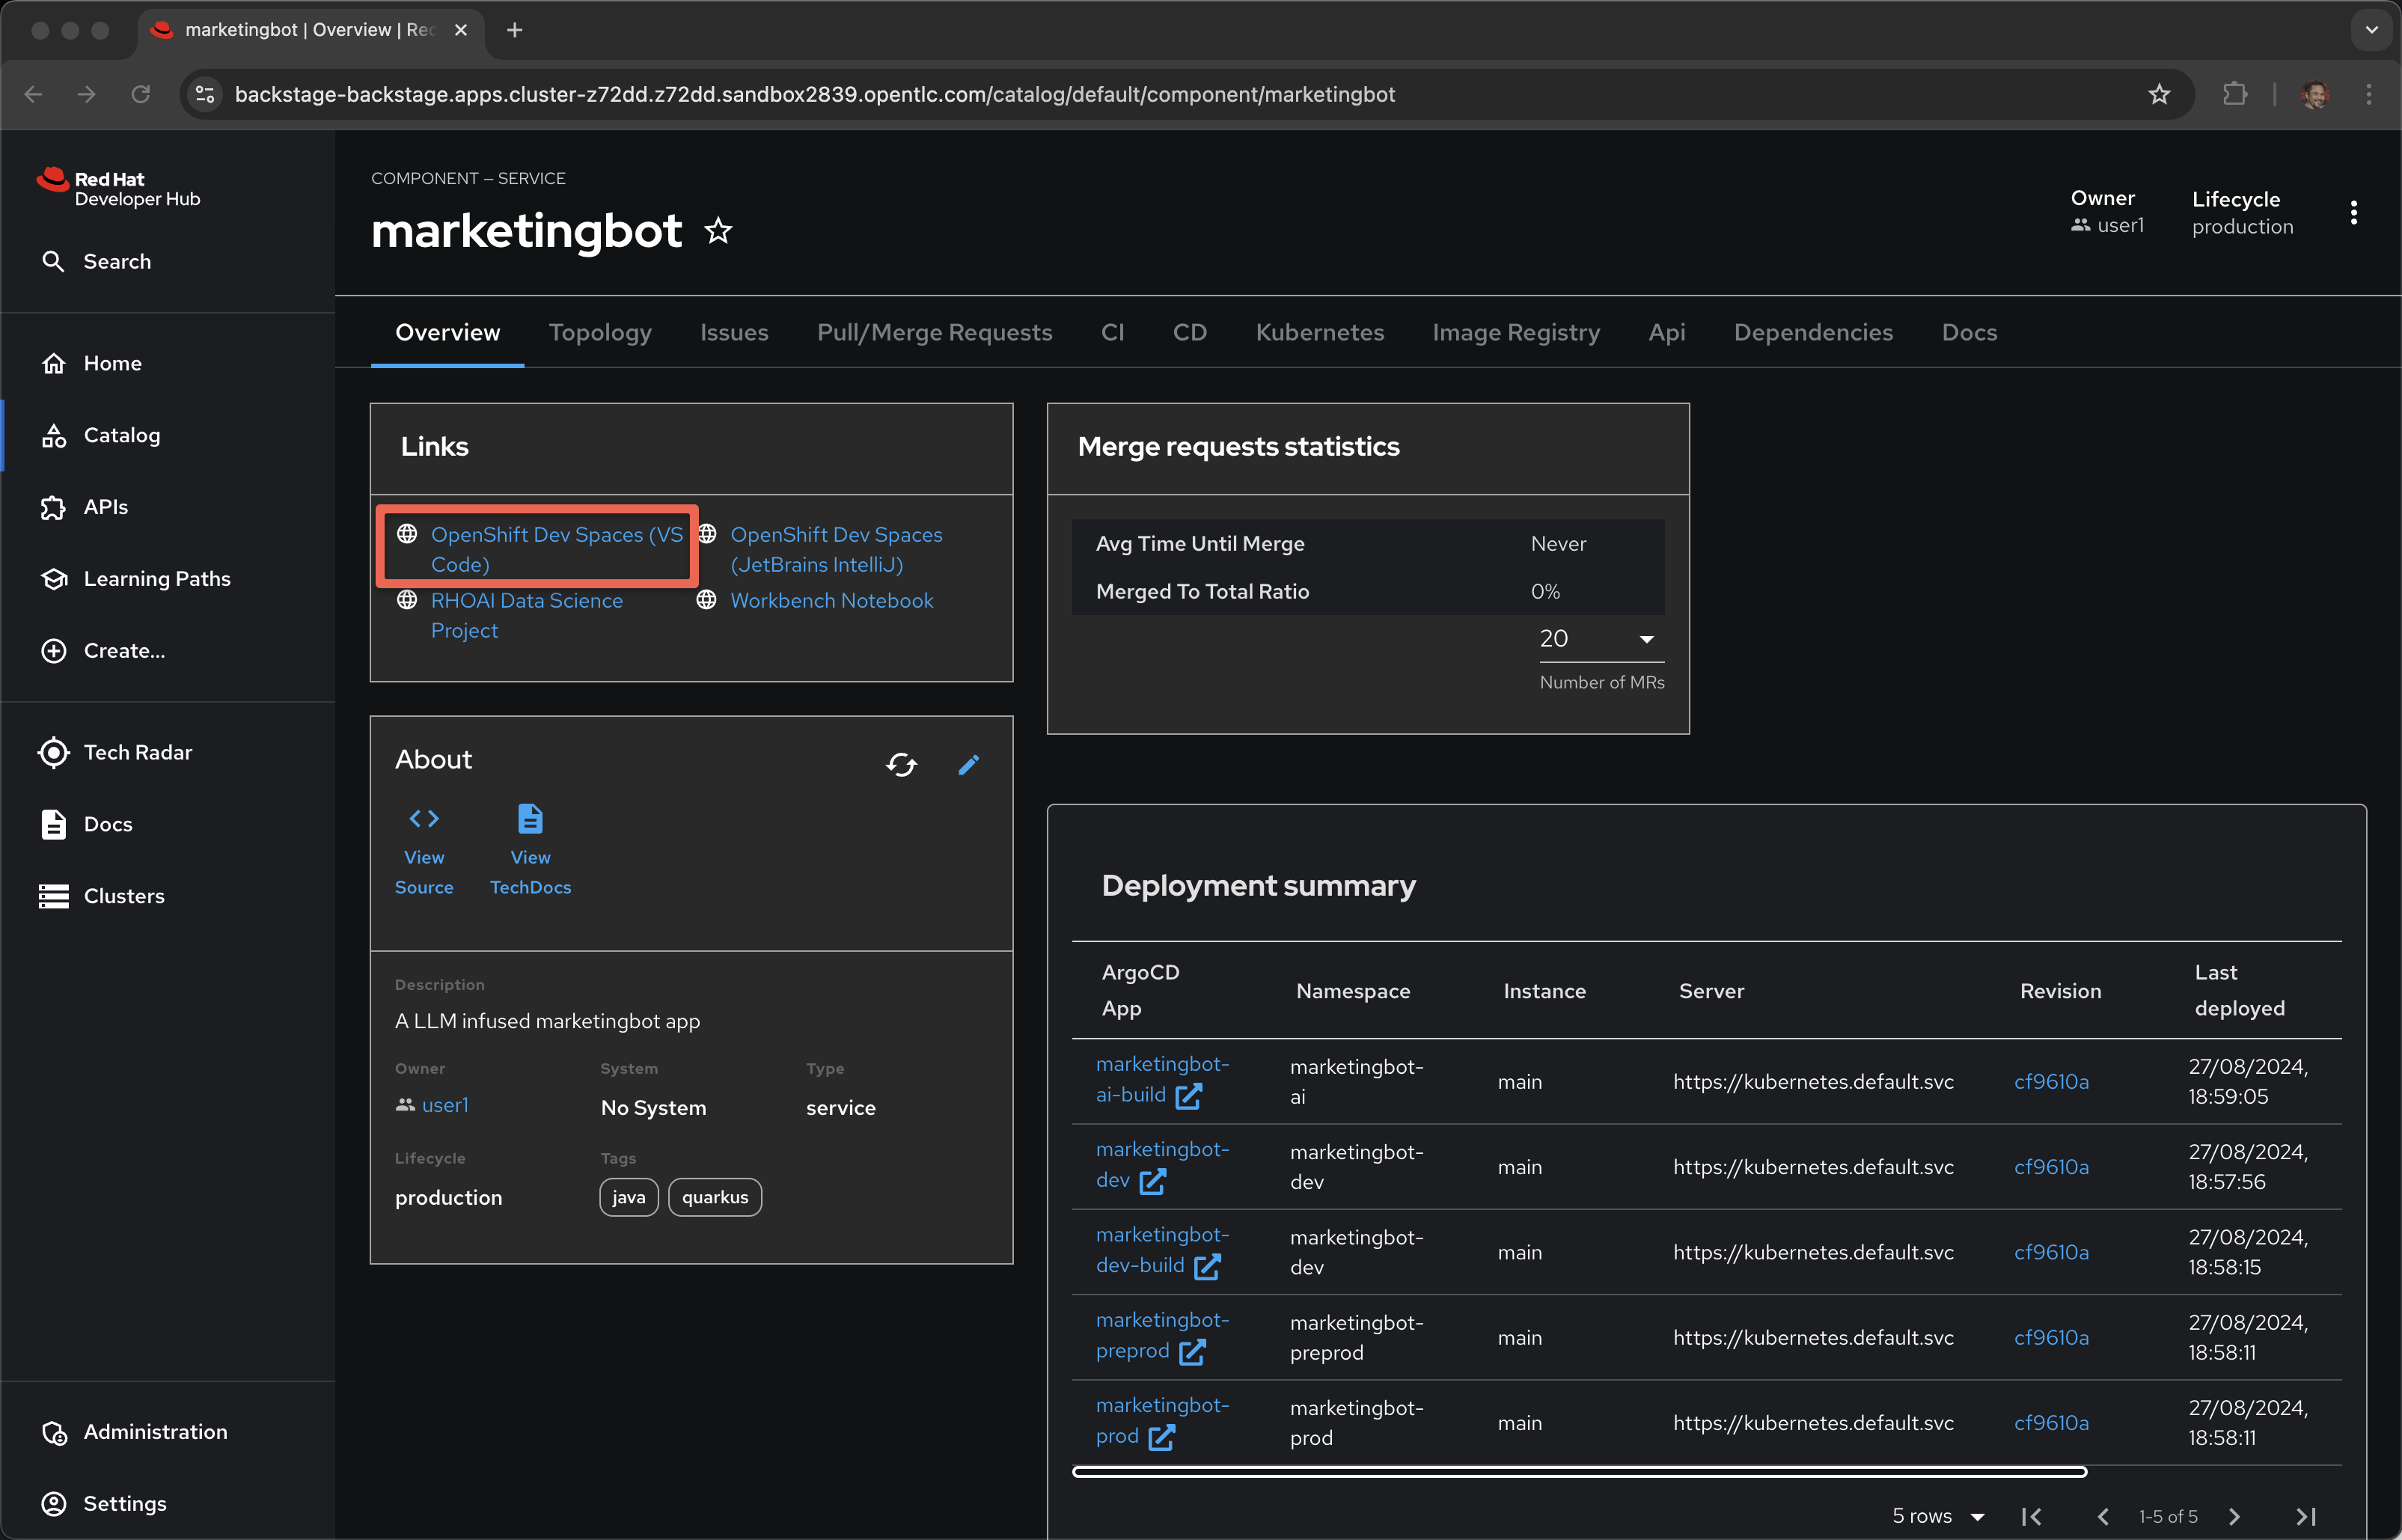 marketingbot | Overview | Red
backstage-backstage.apps.cluster-z72dd.z72dd.sandbox2839.opentlc.com/catalog/default/component/marketingbot
Red Hat
Developer Hub
Search
Home
Catalog
APIs
Learning Paths
Create...
Tech Radar
Docs
Clusters
Administration
Settings
COMPONENT — SERVICE
marketingbot
Owner
user1
Lifecycle
production
Overview Topology Issues Pull/Merge Requests CI CD Kubernetes Image Registry Api Dependencies Docs
Links
OpenShift Dev Spaces (VS
Code)
OpenShift Dev Spaces
(JetBrains IntelliJ)
RHOAI Data Science
Project
Workbench Notebook
About
View
Source
View
TechDocs
Description
A LLM infused marketingbot app
Owner
user1
System
No System
Type
service
Lifecycle
production
Tags
java quarkus
Merge requests statistics
Avg Time Until Merge Never
Merged To Total Ratio 0%
20
Number of MRs
Deployment summary
ArgoCD
App
Namespace
Instance
Server
Revision
Last
deployed
marketingbot-
ai-build
marketingbot-
ai
main
https://kubernetes.default.svc
cf9610a
27/08/2024,
18:59:05
marketingbot-
dev
marketingbot-
dev
main
https://kubernetes.default.svc
cf9610a
27/08/2024,
18:57:56
marketingbot-
dev-build
marketingbot-
dev
main
https://kubernetes.default.svc
cf9610a
27/08/2024,
18:58:15
marketingbot-
preprod
marketingbot-
preprod
main
https://kubernetes.default.svc
cf9610a
27/08/2024,
18:58:11
marketingbot-
prod
marketingbot-
prod
main
https://kubernetes.default.svc
cf9610a
27/08/2024,
18:58:11
5 rows
1-5 of 5